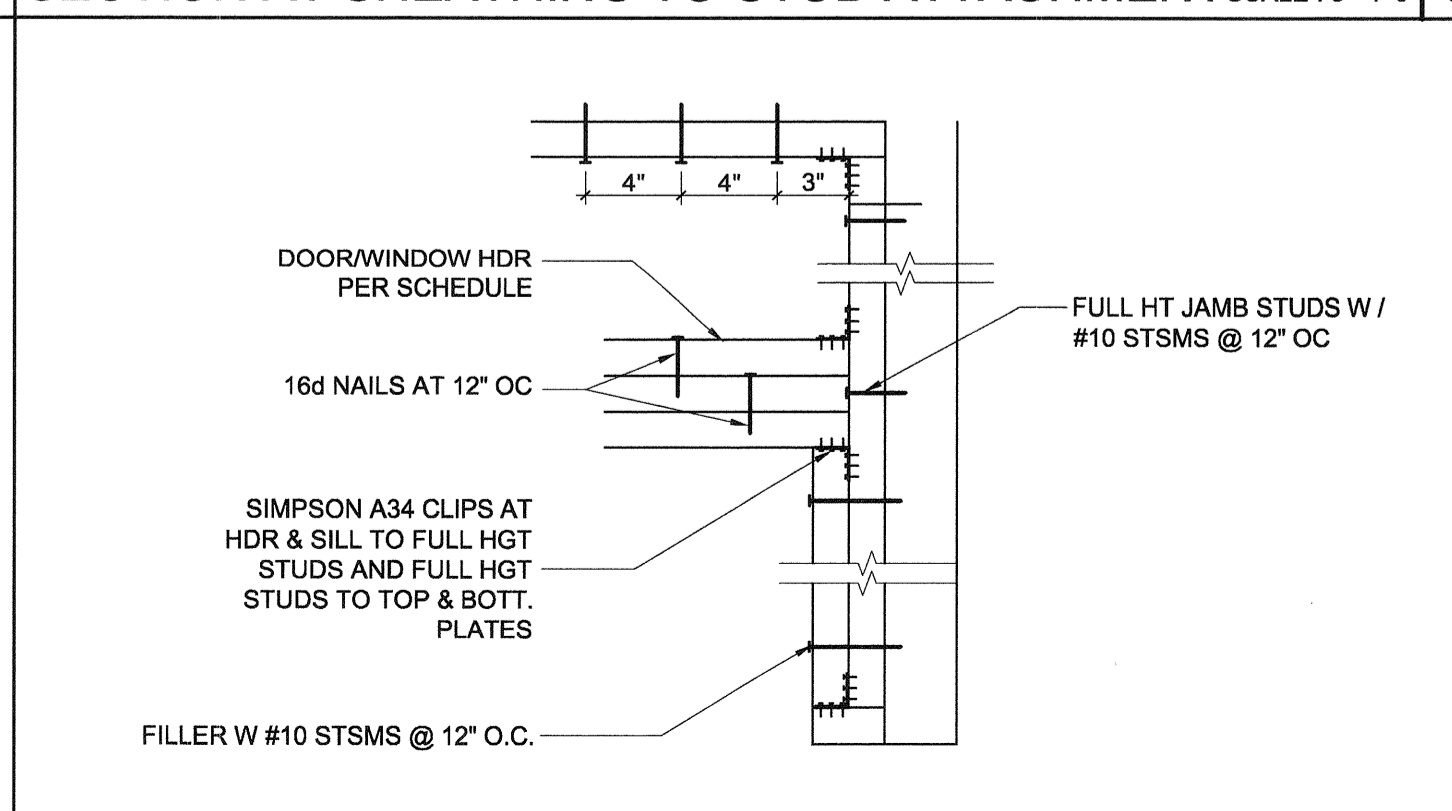 4" 4" 3"
DOOR/WINDOW HDR
PER SCHEDULE
FULL HT JAMB STUDS W /
#10 STSMS @ 12" OC
16d NAILS AT 12" OC
SIMPSON A34 CLIPS AT
HDR & SILL TO FULL HGT
STUDS AND FULL HGT
STUDS TO TOP & BOTT.
PLATES
FILLER W #10 STSMS @ 12" O.C.